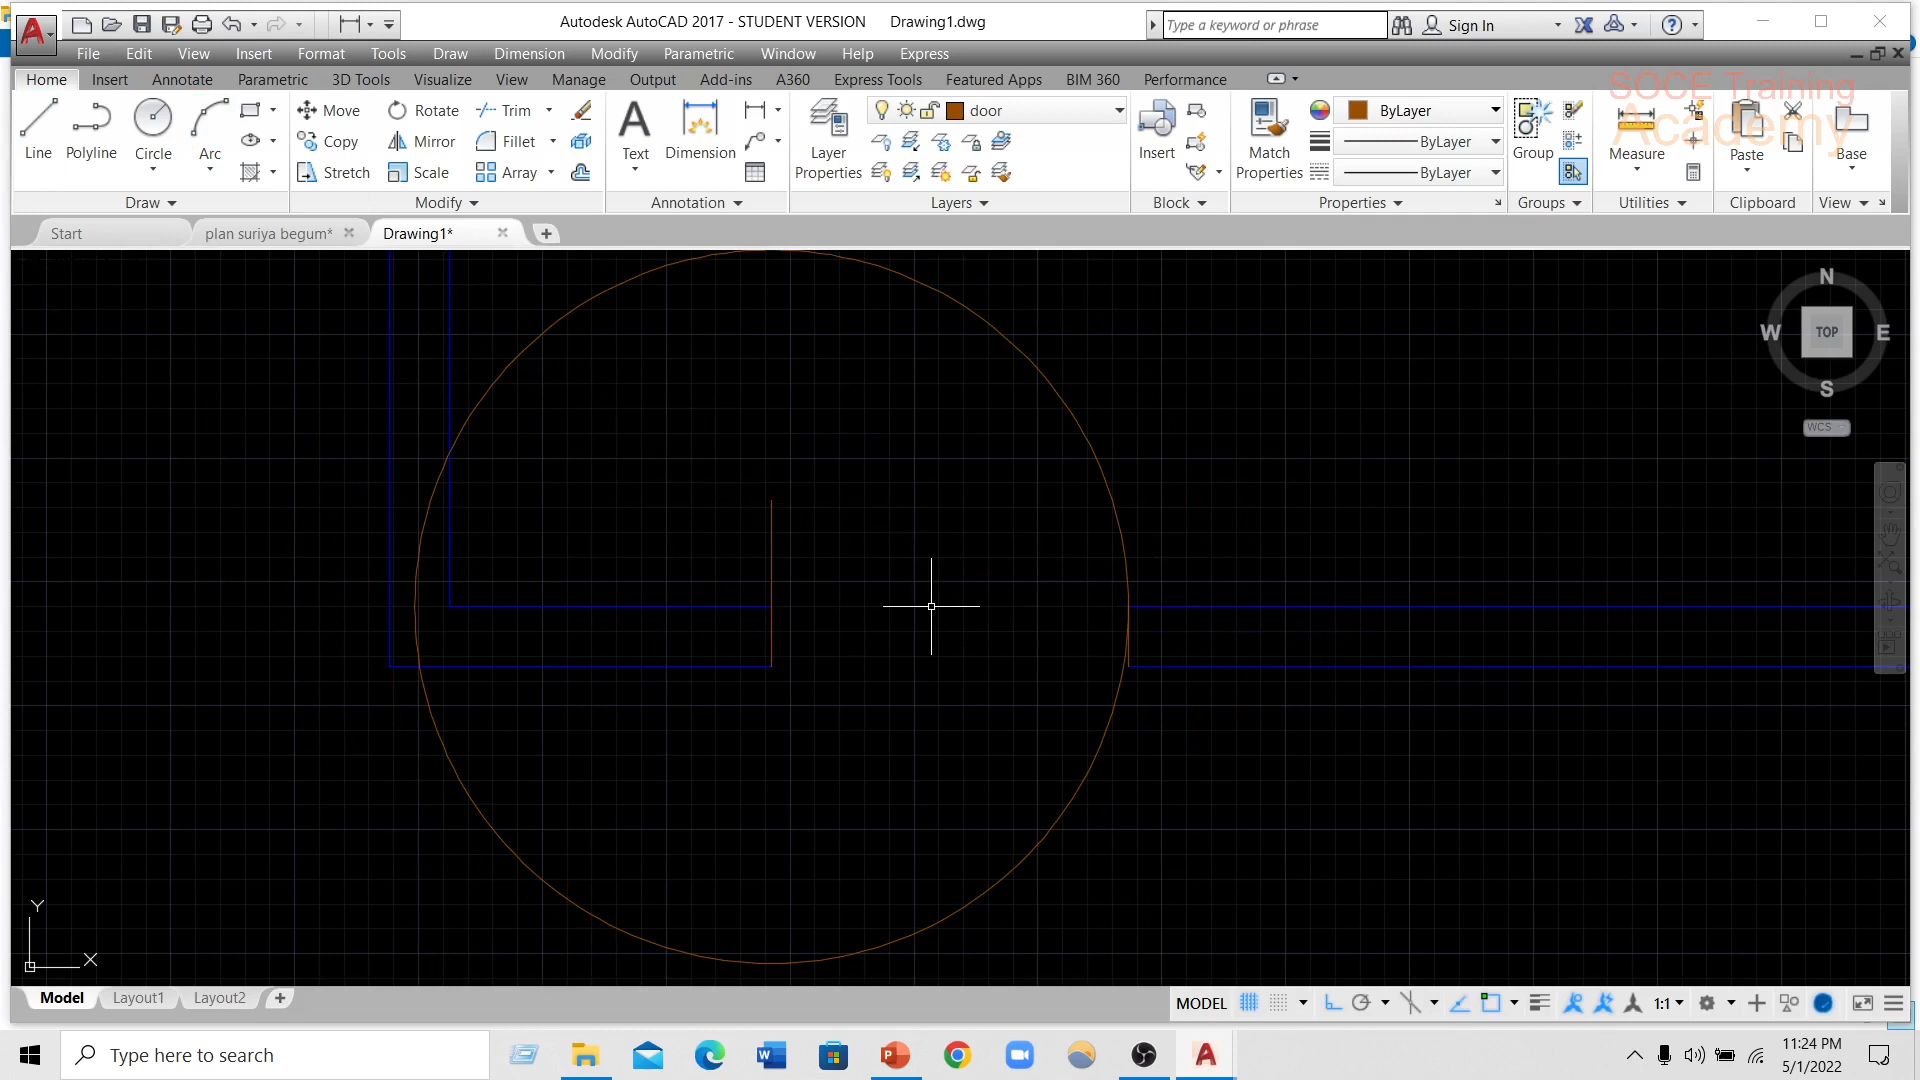 Autodesk AutoCAD 2017 - STUDENT VERSION Drawing1.dwg
Type a keyword or phrase
Sign In
File Edit View Insert Format Tools Draw Dimension Modify Parametric Window Help Express
Home Insert Annotate Parametric 3D Tools Visualize View Manage Output Add-ins A360 Express Tools Featured Apps BIM 360 Performance
SOCE Training
Academy
Line Polyline Circle Arc
Move Rotate Trim
Copy Mirror Fillet
Stretch Scale Array
Text Dimension
Layer
Properties
door
Insert
Match
Properties
ByLayer
ByLayer
ByLayer
Group
Measure
Paste
Base
Draw Modify Annotation Layers Block Properties Groups Utilities Clipboard View
Start plan suriya begum* Drawing1*
N
W TOP E
S
WCS
Y
X
Model Layout1 Layout2
MODEL 1:1
Type here to search
11:24 PM
5/1/2022